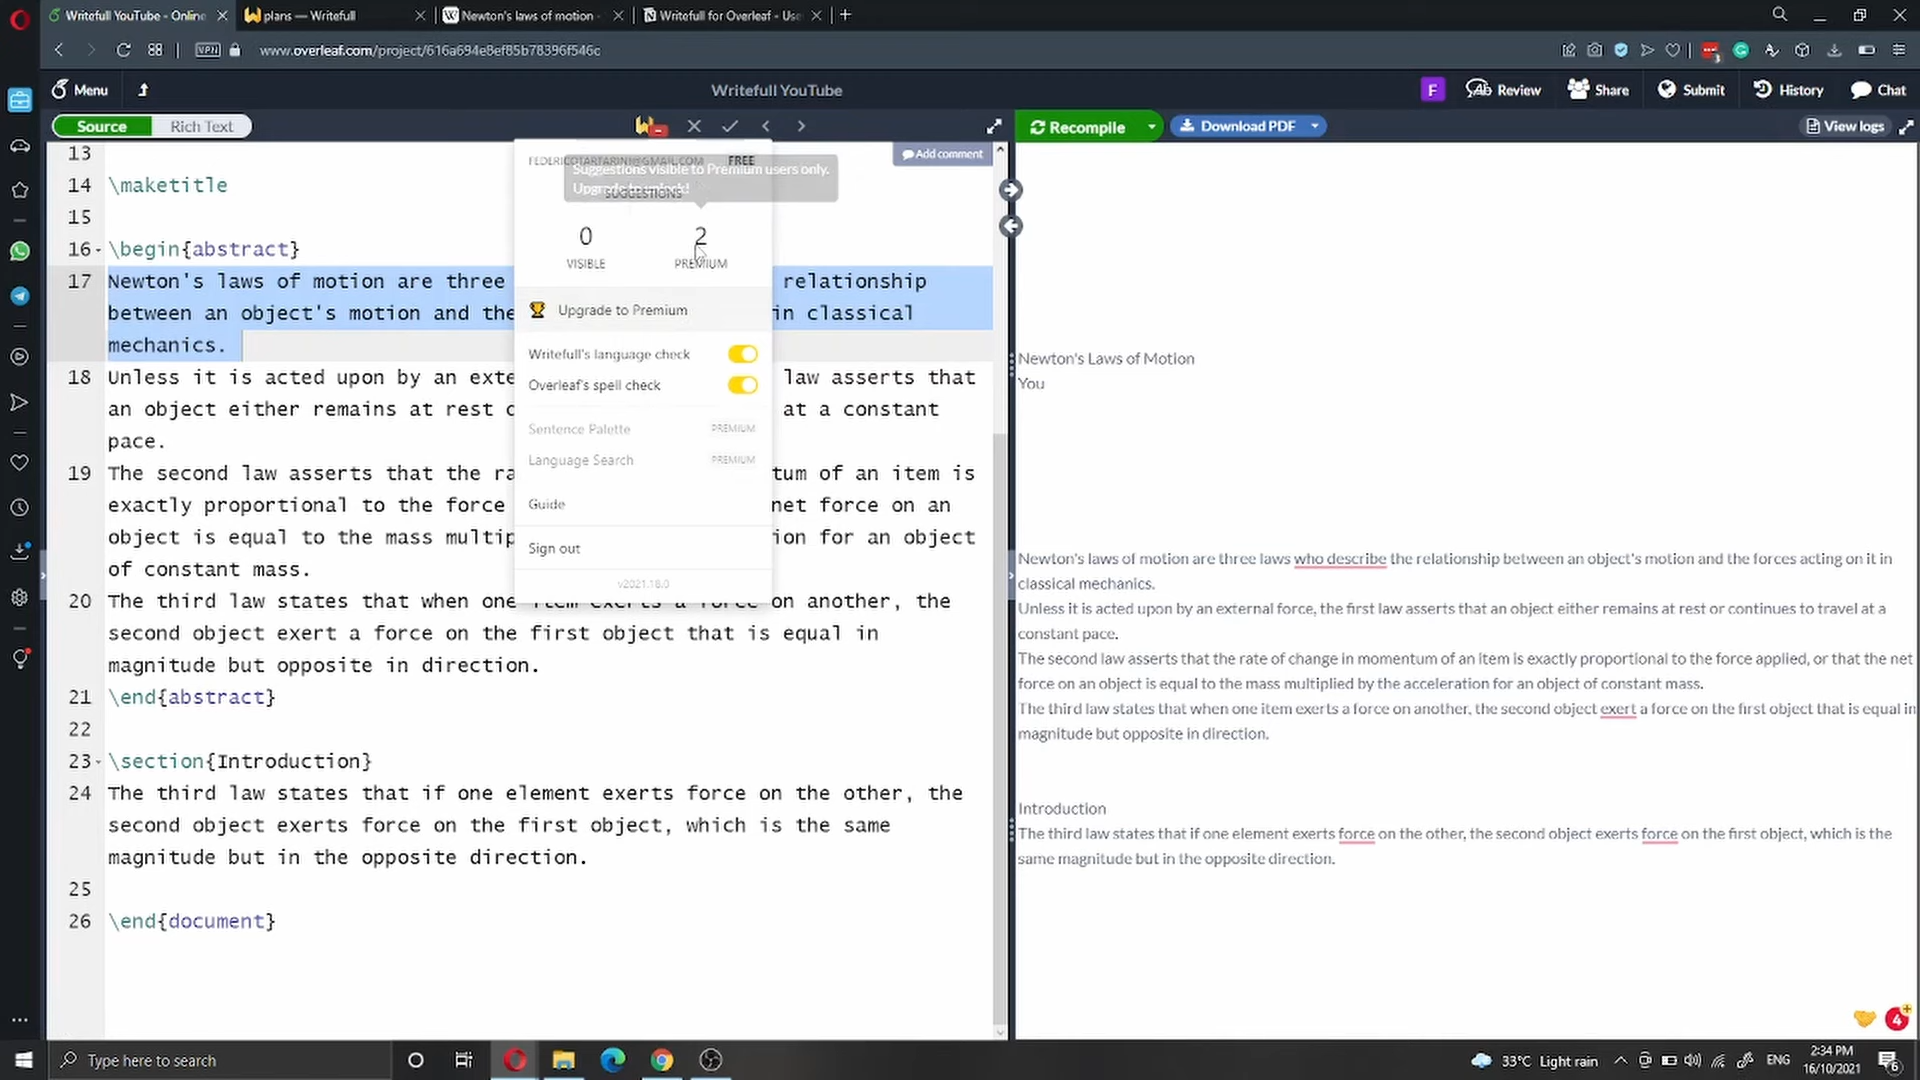 Writefull YouTube - Online
plans — Writefull
Newton's laws of motion -
Writefull for Overleaf - Use
VPN
www.overleaf.com/project/616a694e8ef85b78396f546c
Menu
Writefull YouTube
F
Review
Share
Submit
History
Chat
Source
Rich Text
Recompile
Download PDF
View logs
Add comment
FEDERICOTARTARINI@GMAIL.COM
FREE
Suggestions visible to Premium users only.
Upgrade to unlock!
SUGGESTIONS
0
2
VISIBLE
PREMIUM
Upgrade to Premium
Writefull's language check
Overleaf's spell check
Sentence Palette PREMIUM
Language Search PREMIUM
Guide
Sign out
v2021.18.0
13
14 \maketitle
15
16 \begin{abstract}
17 Newton's laws of motion are three relationship
between an object's motion and the in classical
mechanics.
18 Unless it is acted upon by an exte law asserts that
an object either remains at rest at a constant
pace.
19 The second law asserts that the ra tum of an item is
exactly proportional to the force net force on an
object is equal to the mass multip ion for an object
of constant mass.
20 The third law states that when one item exerts a force on another, the
second object exert a force on the first object that is equal in
magnitude but opposite in direction.
21 \end{abstract}
22
23 \section{Introduction}
24 The third law states that if one element exerts force on the other, the
second object exerts force on the first object, which is the same
magnitude but in the opposite direction.
25
26 \end{document}
Newton's Laws of Motion
You
Newton's laws of motion are three laws who describe the relationship between an object's motion and the forces acting on it in
classical mechanics.
Unless it is acted upon by an external force, the first law asserts that an object either remains at rest or continues to travel at a
constant pace.
The second law asserts that the rate of change in momentum of an item is exactly proportional to the force applied, or that the net
force on an object is equal to the mass multiplied by the acceleration for an object of constant mass.
The third law states that when one item exerts a force on another, the second object exert a force on the first object that is equal in
magnitude but opposite in direction.
Introduction
The third law states that if one element exerts force on the other, the second object exerts force on the first object, which is the
same magnitude but in the opposite direction.
4
Type here to search
33°C Light rain
ENG
2:34 PM
16/10/2021
6